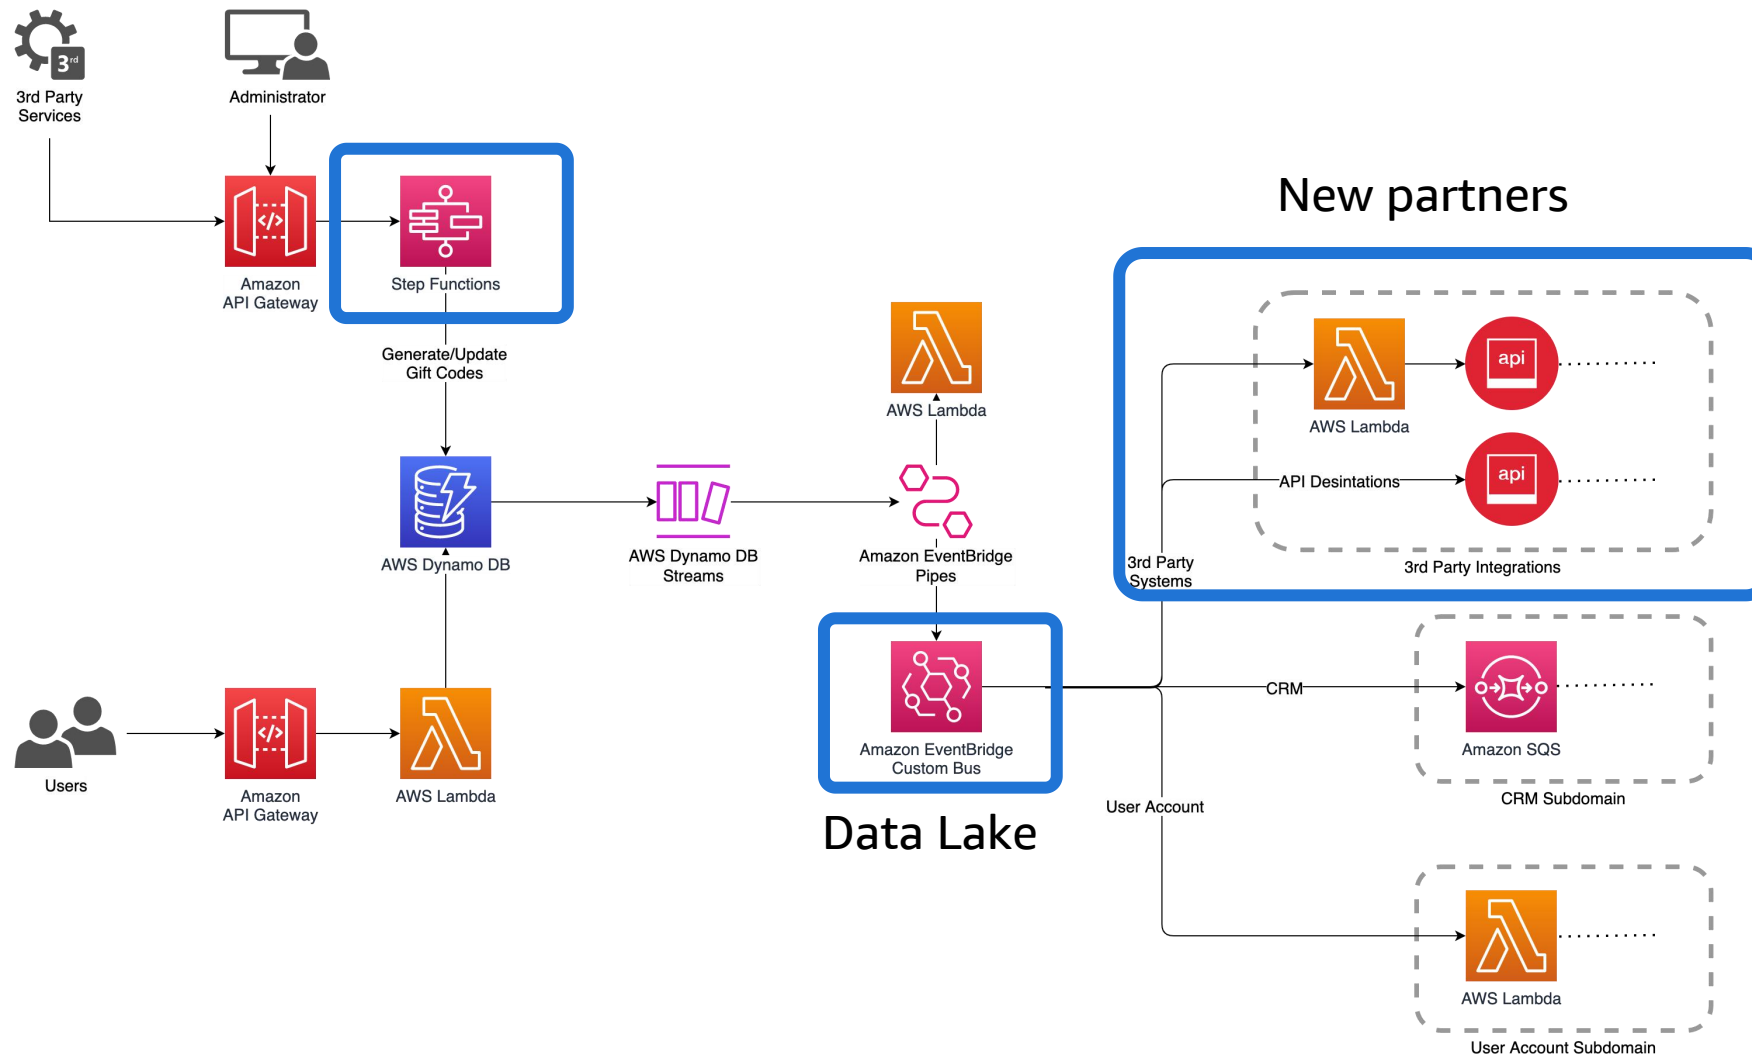 3rd
3rd Party
Services
Administrator
</>
Amazon
API Gateway
Step Functions
Generate/Update
Gift Codes
AWS Dynamo DB
Users
</>
Amazon
API Gateway
AWS Lambda
AWS Dynamo DB
Streams
AWS Lambda
Amazon EventBridge
Pipes
Amazon EventBridge
Custom Bus
Data Lake
New partners
AWS Lambda
api
API Desintations
api
3rd Party Integrations
3rd Party
Systems
CRM
Amazon SQS
CRM Subdomain
User Account
AWS Lambda
User Account Subdomain